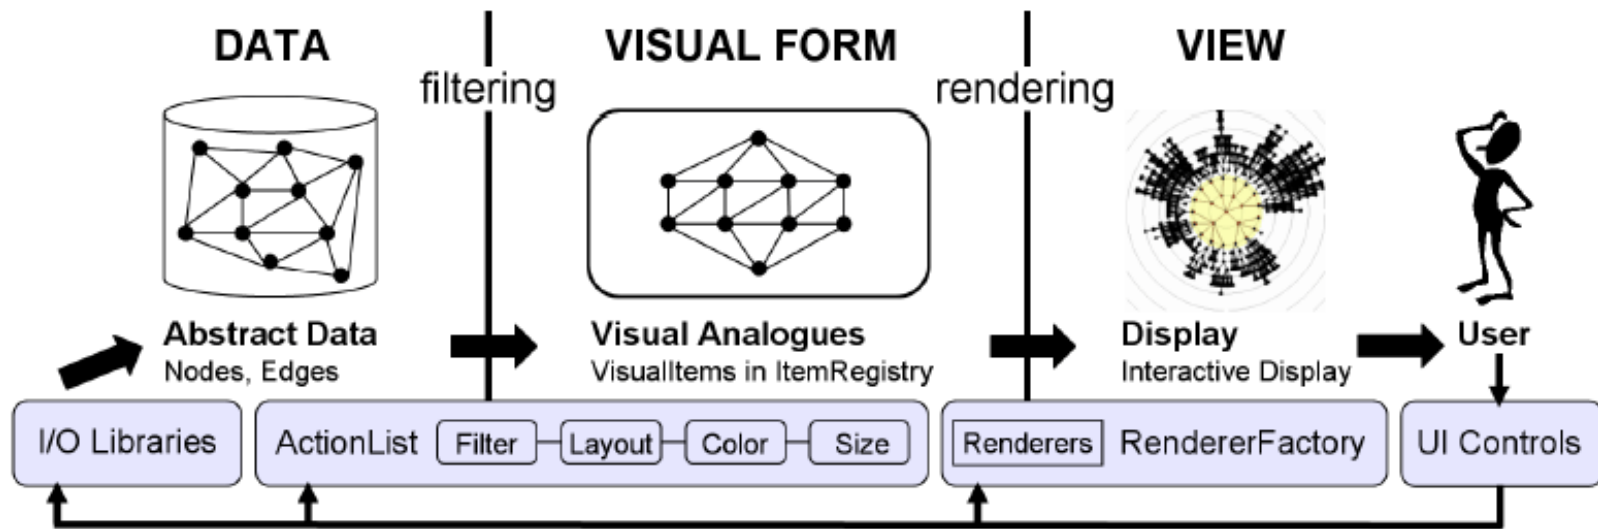 DATA
VISUAL FORM
VIEW
filtering
rendering
Abstract Data
Nodes, Edges
Visual Analogues
VisualItems in ItemRegistry
Display
Interactive Display
User
I/O Libraries
ActionList
Filter
Layout
Color
Size
Renderers
RendererFactory
UI Controls